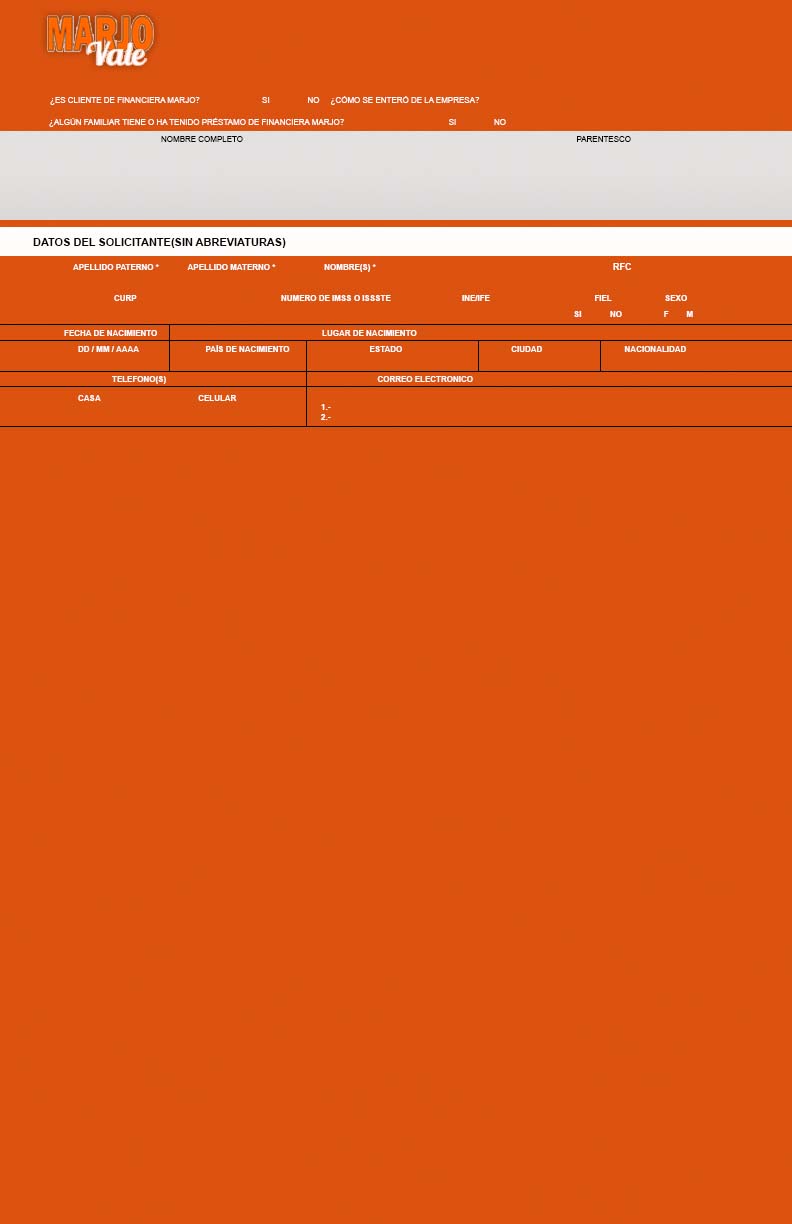 MARJO
Vale
¿ES CLIENTE DE FINANCIERA MARJO? SI NO ¿CÓMO SE ENTERÓ DE LA EMPRESA?
¿ALGÚN FAMILIAR TIENE O HA TENIDO PRÉSTAMO DE FINANCIERA MARJO? SI NO
NOMBRE COMPLETO PARENTESCO
DATOS DEL SOLICITANTE(SIN ABREVIATURAS)
APELLIDO PATERNO * APELLIDO MATERNO * NOMBRE(S) * RFC
CURP NUMERO DE IMSS O ISSSTE INE/IFE FIEL SEXO
SI NO F M
FECHA DE NACIMIENTO LUGAR DE NACIMIENTO
DD / MM / AAAA PAÍS DE NACIMIENTO ESTADO CIUDAD NACIONALIDAD
TELEFONO(S) CORREO ELECTRONICO
CASA CELULAR
1.-
2.-